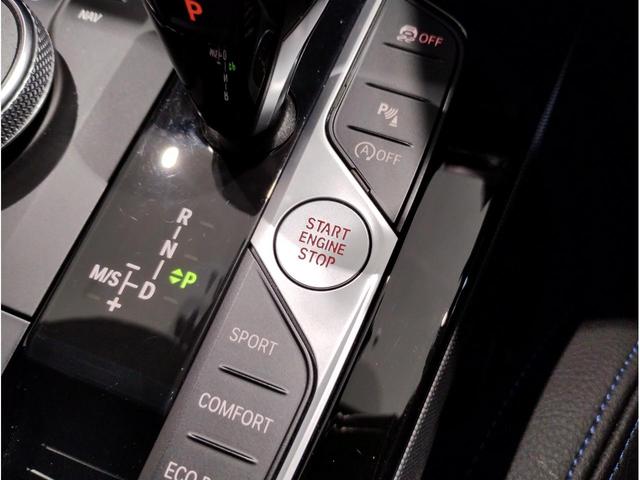 NAV
P
OFF
P
A OFF
START
ENGINE
STOP
R
N
M/S
D
P
+
SPORT
COMFORT
ECO